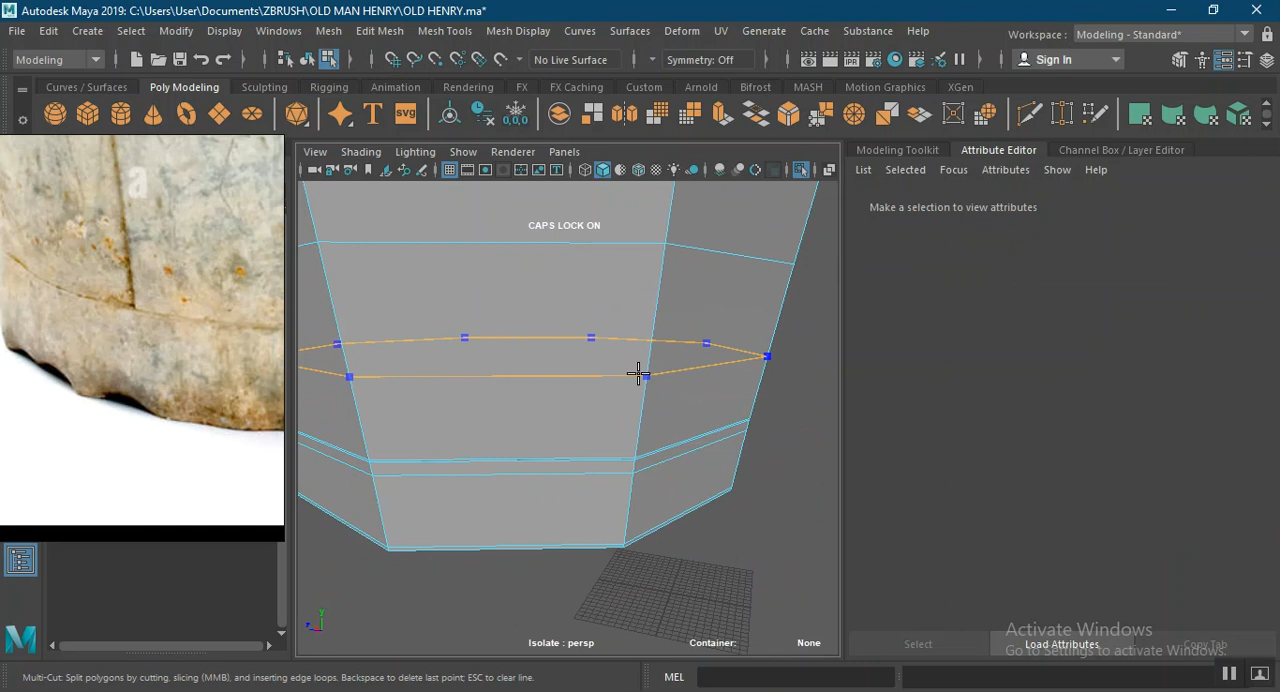 Autodesk Maya 2019: C:\Users\User\Documents\ZBRUSH\OLD MAN HENRY\OLD HENRY.ma*
File Edit Create Select Modify Display Windows Mesh Edit Mesh Mesh Tools Mesh Display Curves Surfaces Deform UV Generate Cache Substance Help
Workspace : Modeling - Standard*
Modeling No Live Surface Symmetry: Off Sign In
Curves / Surfaces Poly Modeling Sculpting Rigging Animation Rendering FX FX Caching Custom Arnold Bifrost MASH Motion Graphics XGen
SVG
0,0,0
View Shading Lighting Show Renderer Panels
Modeling Toolkit Attribute Editor Channel Box / Layer Editor
List Selected Focus Attributes Show Help
Make a selection to view attributes
CAPS LOCK ON
y
z
x
Isolate : persp Container: None
Activate Windows
Go to Settings to activate Windows.
Select Load Attributes Copy Tab
Multi-Cut: Split polygons by cutting, slicing (MMB), and inserting edge loops. Backspace to delete last point; ESC to clear line.
MEL